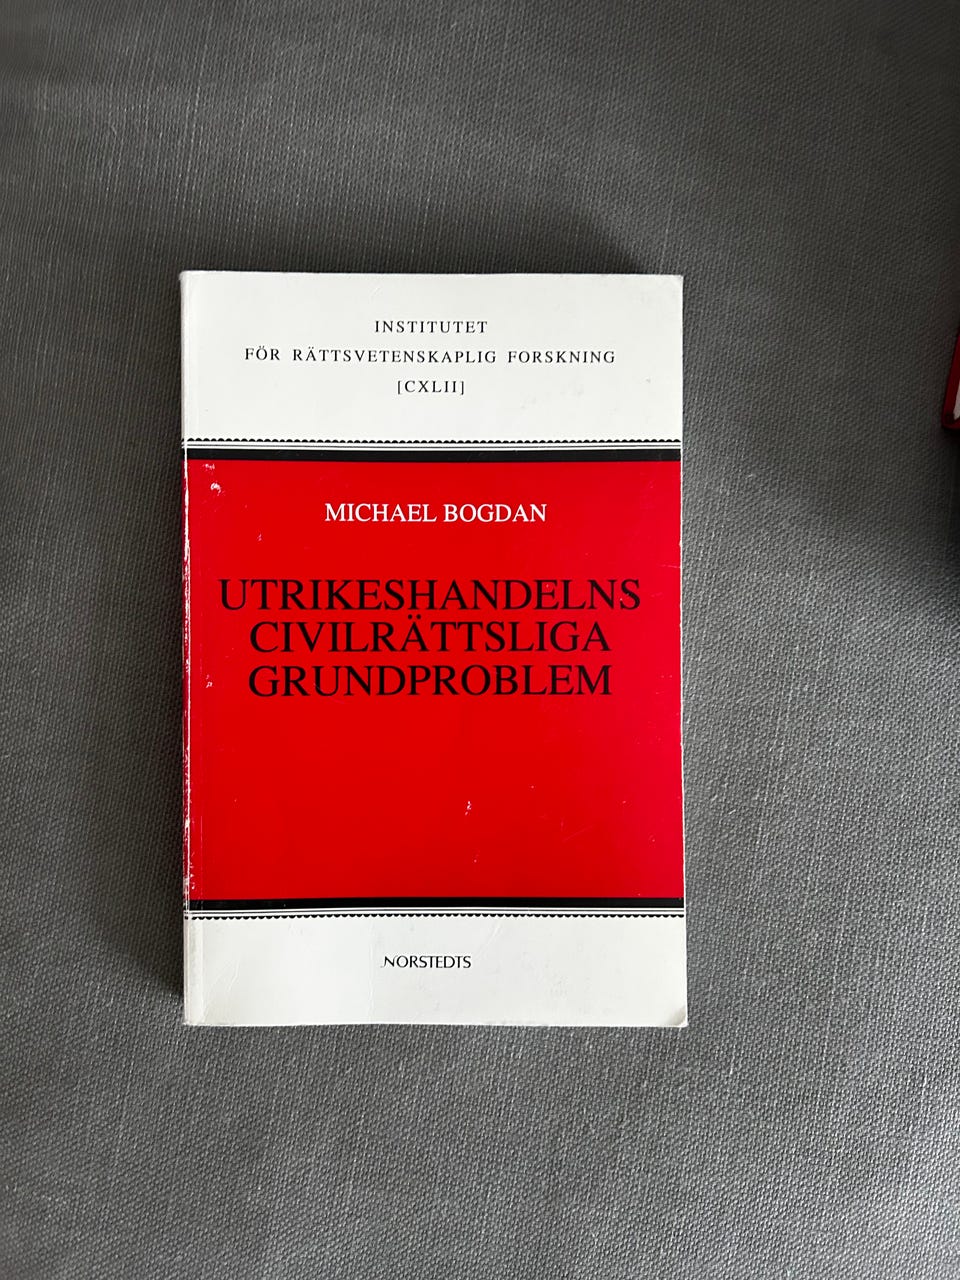 INSTITUTET
FÖR RÄTTSVETENSKAPLIG FORSKNING
[CXLII]
MICHAEL BOGDAN
UTRIKESHANDELNS
CIVILRÄTTSLIGA
GRUNDPROBLEM
NORSTEDTS